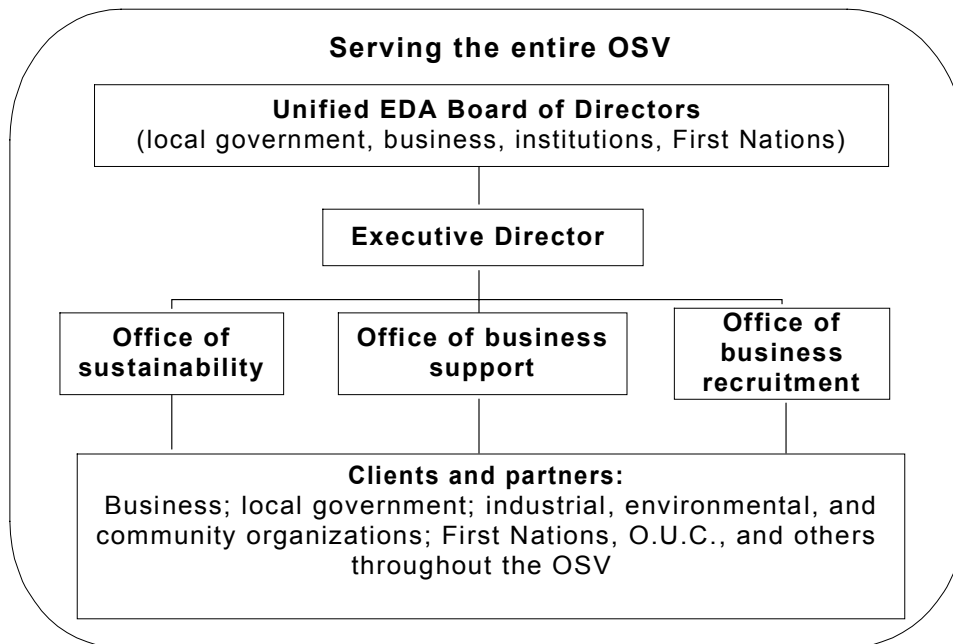 Serving the entire OSV
Unified EDA Board of Directors
(local government, business, institutions, First Nations)
Executive Director
Office of
sustainability
Office of business
support
Office of
business
recruitment
Clients and partners:
Business; local government; industrial, environmental, and
community organizations; First Nations, O.U.C., and others
throughout the OSV